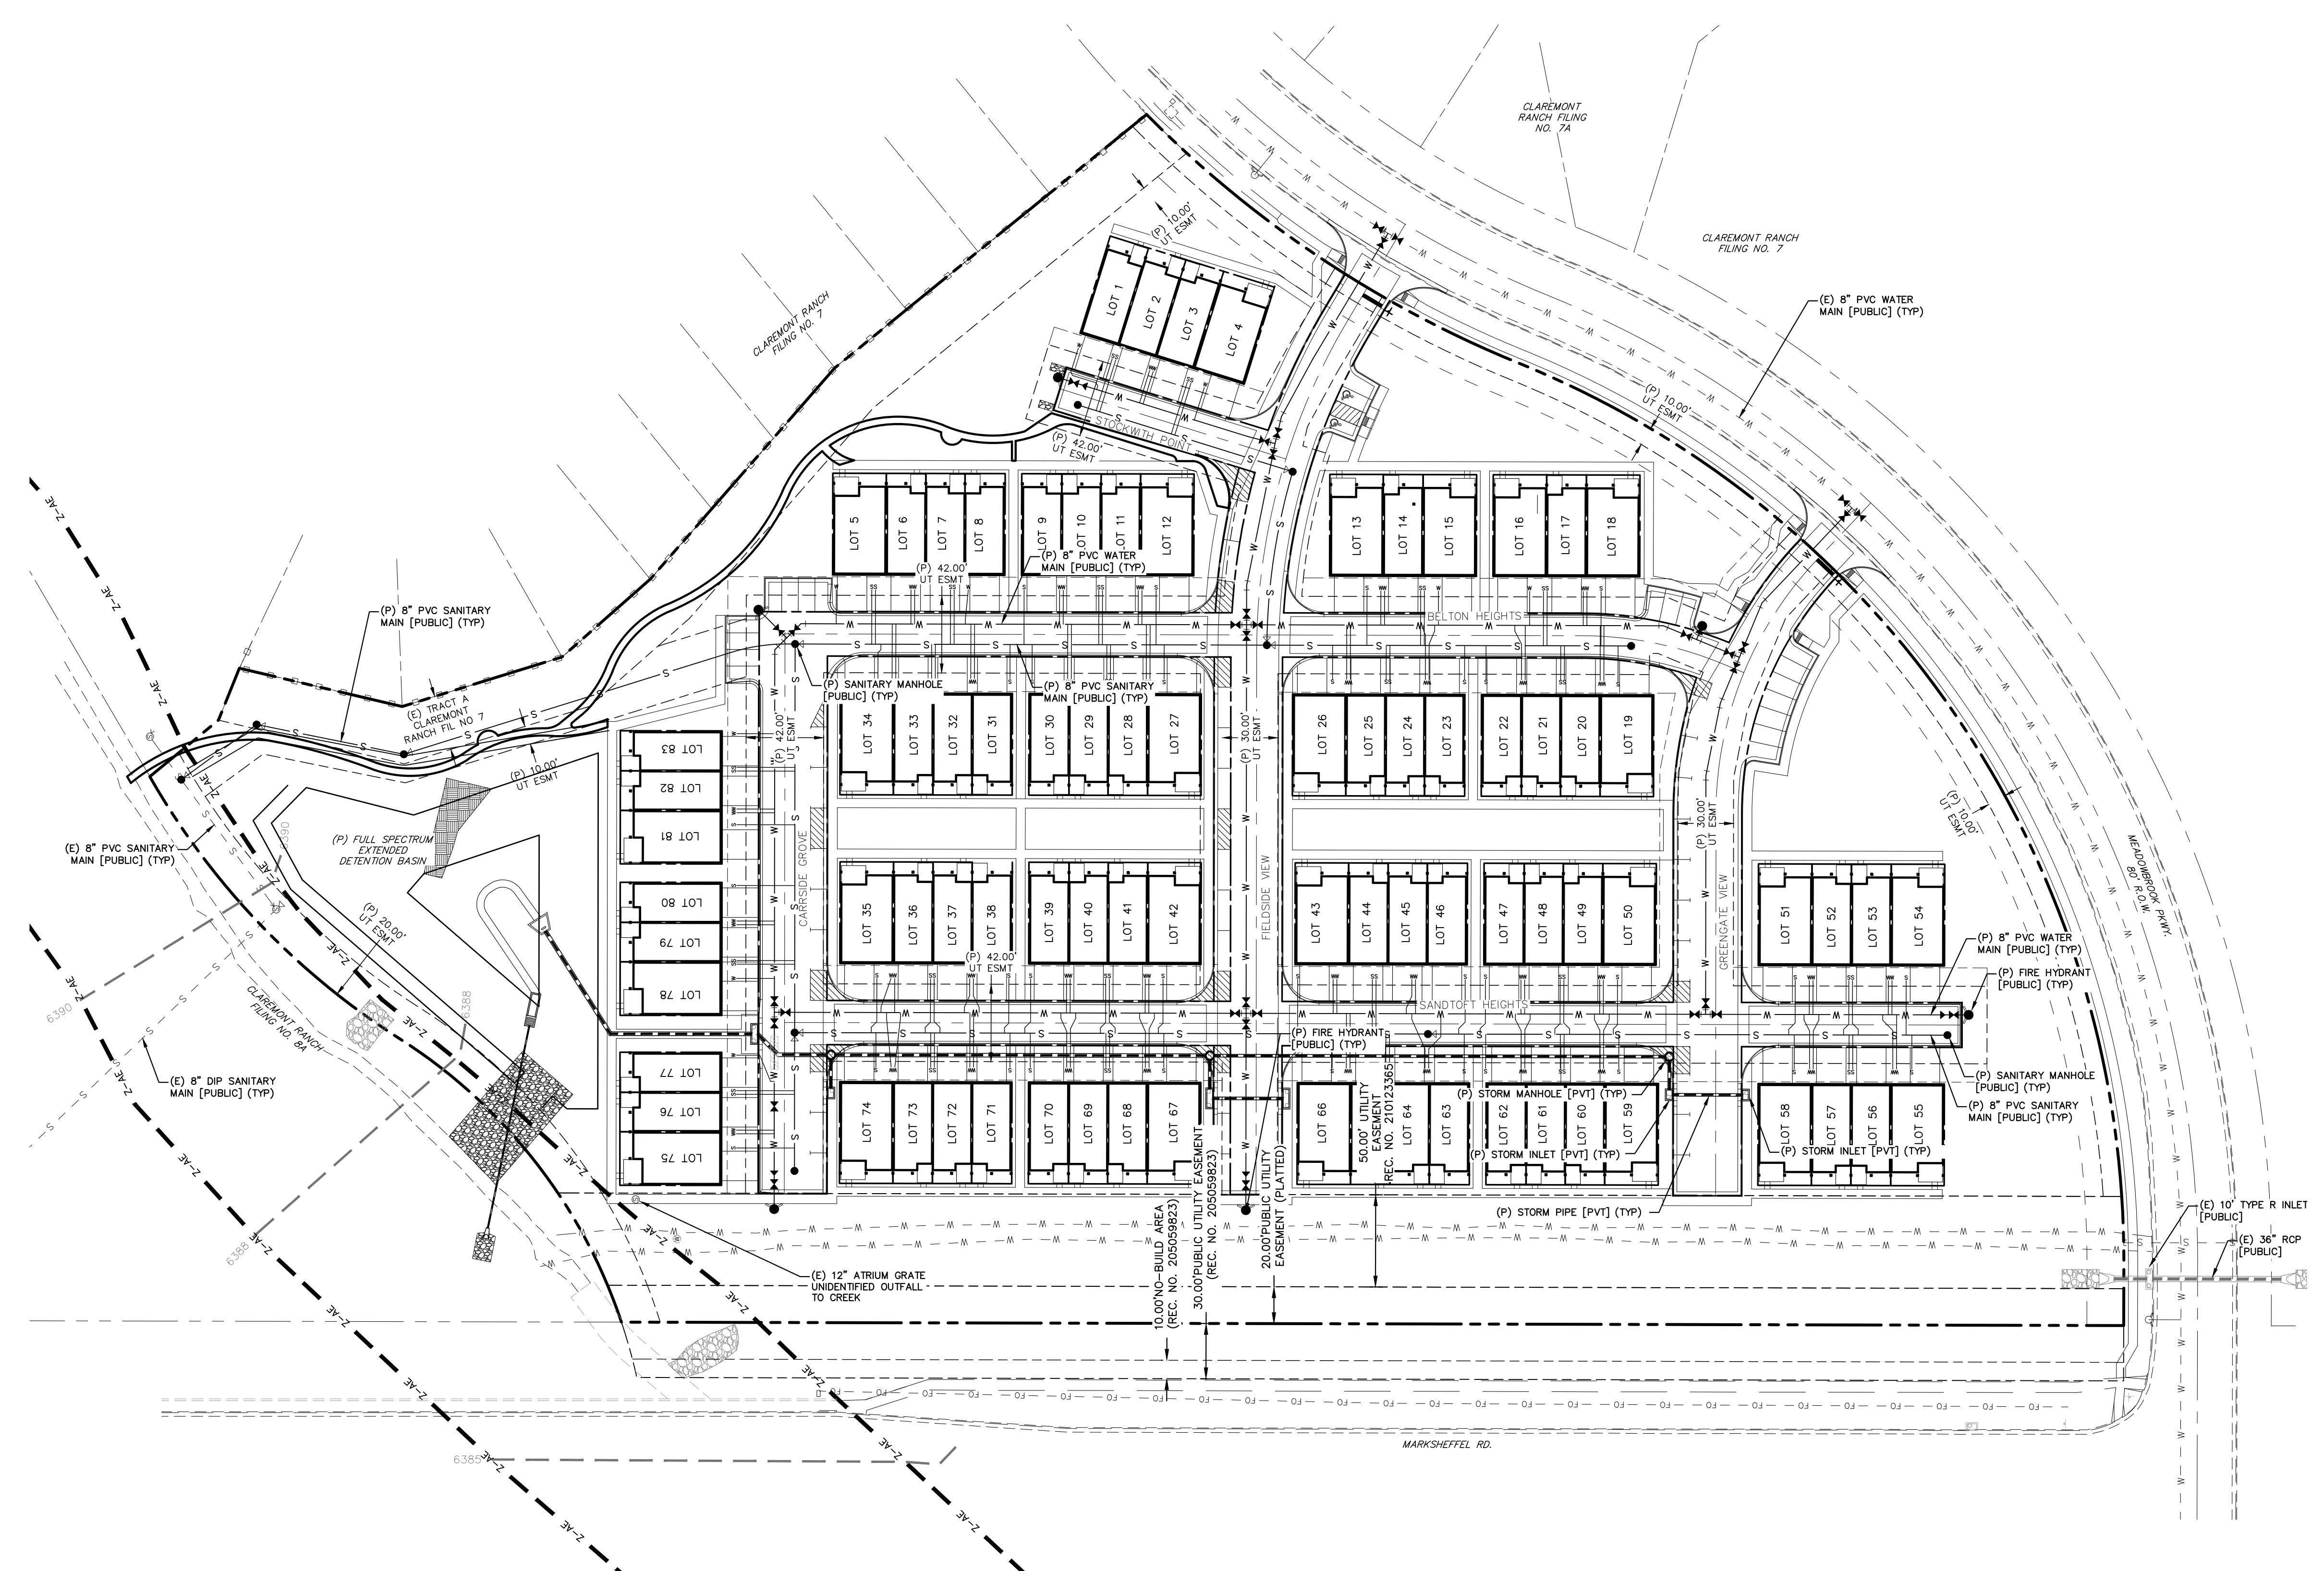 CLAREMONT
RANCH FILING
NO. 7A
CLAREMONT RANCH
FILING NO. 7
(E) 8" PVC WATER
MAIN [PUBLIC] (TYP)
(P) 10.00'
UT ESMT
CLAREMONT RANCH
FILING NO. 7
LOT 1
LOT 2
LOT 3
LOT 4
STOCKWITH POINT
(P) 42.00'
UT ESMT
(P) 10.00'
UT ESMT
LOT 5
LOT 6
LOT 7
LOT 8
LOT 9
LOT 10
LOT 11
LOT 12
LOT 13
LOT 14
LOT 15
LOT 16
LOT 17
LOT 18
(P) 8" PVC WATER
MAIN [PUBLIC] (TYP)
(P) 42.00'
UT ESMT
BELTON HEIGHTS
(P) 8" PVC SANITARY
MAIN [PUBLIC] (TYP)
(P) SANITARY MANHOLE
[PUBLIC] (TYP)
(P) 8" PVC SANITARY
MAIN [PUBLIC] (TYP)
(E) TRACT A
CLAREMONT
RANCH FIL NO 7
(P) 10.00'
UT ESMT
(P) 42.00'
UT ESMT
(P) 30.00'
UT ESMT
(P) 30.00'
UT ESMT
(P) 10.00'
UT ESMT
LOT 34
LOT 33
LOT 32
LOT 31
LOT 30
LOT 29
LOT 28
LOT 27
LOT 26
LOT 25
LOT 24
LOT 23
LOT 22
LOT 21
LOT 20
LOT 19
LOT 83
LOT 82
LOT 81
LOT 80
LOT 79
LOT 78
LOT 77
LOT 76
LOT 75
(P) FULL SPECTRUM
EXTENDED
DETENTION BASIN
(E) 8" PVC SANITARY
MAIN [PUBLIC] (TYP)
6390
6390
(P) 20.00'
UT ESMT
CLAREMONT RANCH
FILING NO. 8A
6388
6388
(E) 8" DIP SANITARY
MAIN [PUBLIC] (TYP)
CARRSIDE GROVE
FIELDSIDE VIEW
GREENGATE VIEW
MEADOWBROOK PKWY.
80' R.O.W.
LOT 35
LOT 36
LOT 37
LOT 38
LOT 39
LOT 40
LOT 41
LOT 42
LOT 43
LOT 44
LOT 45
LOT 46
LOT 47
LOT 48
LOT 49
LOT 50
LOT 51
LOT 52
LOT 53
LOT 54
(P) 42.00'
UT ESMT
SANDTOFT HEIGHTS
(P) 8" PVC WATER
MAIN [PUBLIC] (TYP)
(P) FIRE HYDRANT
[PUBLIC] (TYP)
(P) FIRE HYDRANT
[PUBLIC] (TYP)
(P) SANITARY MANHOLE
[PUBLIC] (TYP)
(P) 8" PVC SANITARY
MAIN [PUBLIC] (TYP)
LOT 74
LOT 73
LOT 72
LOT 71
LOT 70
LOT 69
LOT 68
LOT 67
LOT 66
LOT 64
LOT 63
LOT 62
LOT 61
LOT 60
LOT 59
LOT 58
LOT 57
LOT 56
LOT 55
(P) STORM MANHOLE [PVT] (TYP)
(P) STORM INLET [PVT] (TYP)
(P) STORM INLET [PVT] (TYP)
(P) STORM PIPE [PVT] (TYP)
50.00' UTILITY
EASEMENT
(REC. NO. 210123365)
20.00'PUBLIC UTILITY
EASEMENT (PLATTED)
30.00'PUBLIC UTILITY EASEMENT
(REC. NO. 205059823)
10.00'NO-BUILD AREA
(REC. NO. 205059823)
(E) 10' TYPE R INLET
[PUBLIC]
(E) 36" RCP
[PUBLIC]
(E) 12" ATRIUM GRATE
UNIDENTIFIED OUTFALL
TO CREEK
MARKSHEFFEL RD.
6385